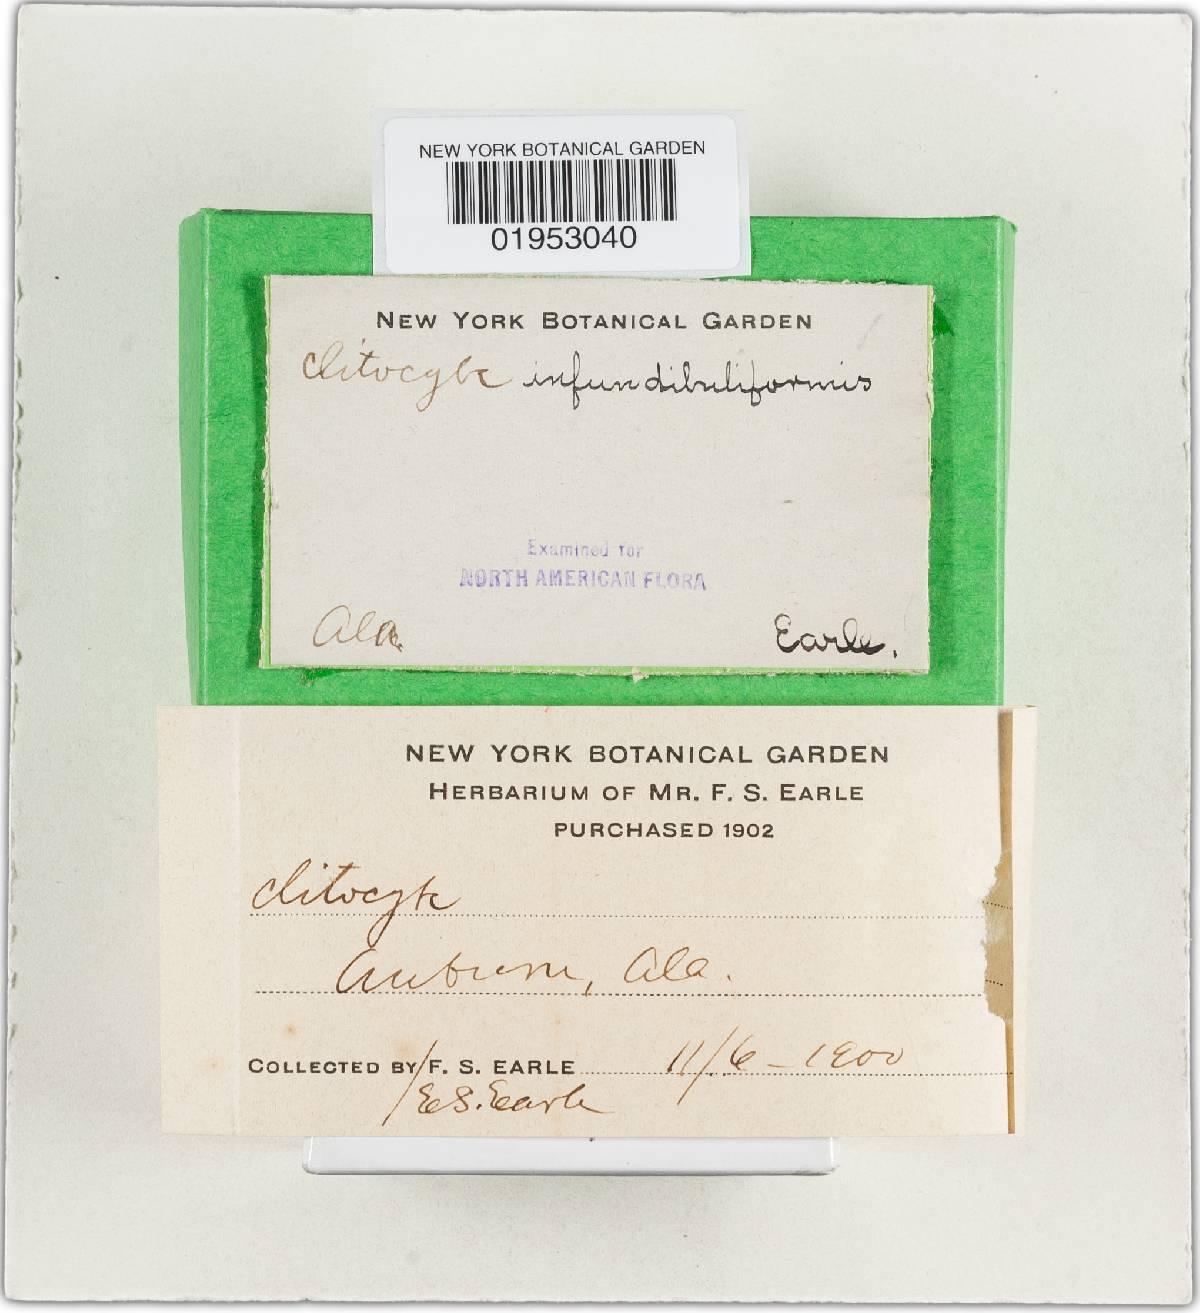 NEW YORK BOTANICAL GARDEN
01953040
NEW YORK BOTANICAL GARDEN
Clitocybe infundibuliformis
Examined for
NORTH AMERICAN FLORA
Ala. Earle.
NEW YORK BOTANICAL GARDEN
HERBARIUM OF MR. F. S. EARLE
PURCHASED 1902
Clitocybe
Auburn, Ala.
COLLECTED BY F. S. EARLE 11/6-1900
/E S. Earle